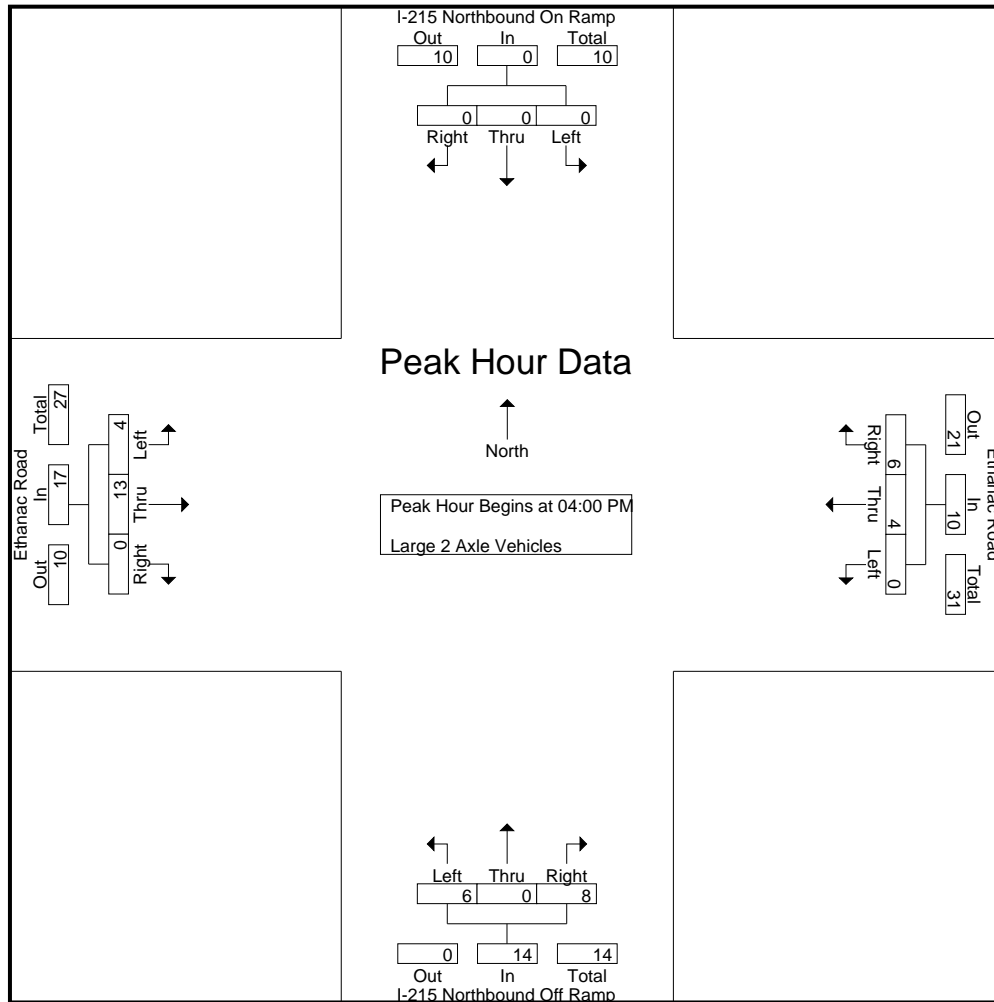 I-215 Northbound On Ramp
Out In Total
10 0 10
0 0 0
Right Thru Left
Peak Hour Data
North
Peak Hour Begins at 04:00 PM
Large 2 Axle Vehicles
Ethanac Road
Out In Total
10 17 27
0 13 4
Right Thru Left
Ethanac Road
Out In Total
21 10 31
6 4 0
Right Thru Left
Left Thru Right
6 0 8
0 14 14
Out In Total
I-215 Northbound Off Ramp